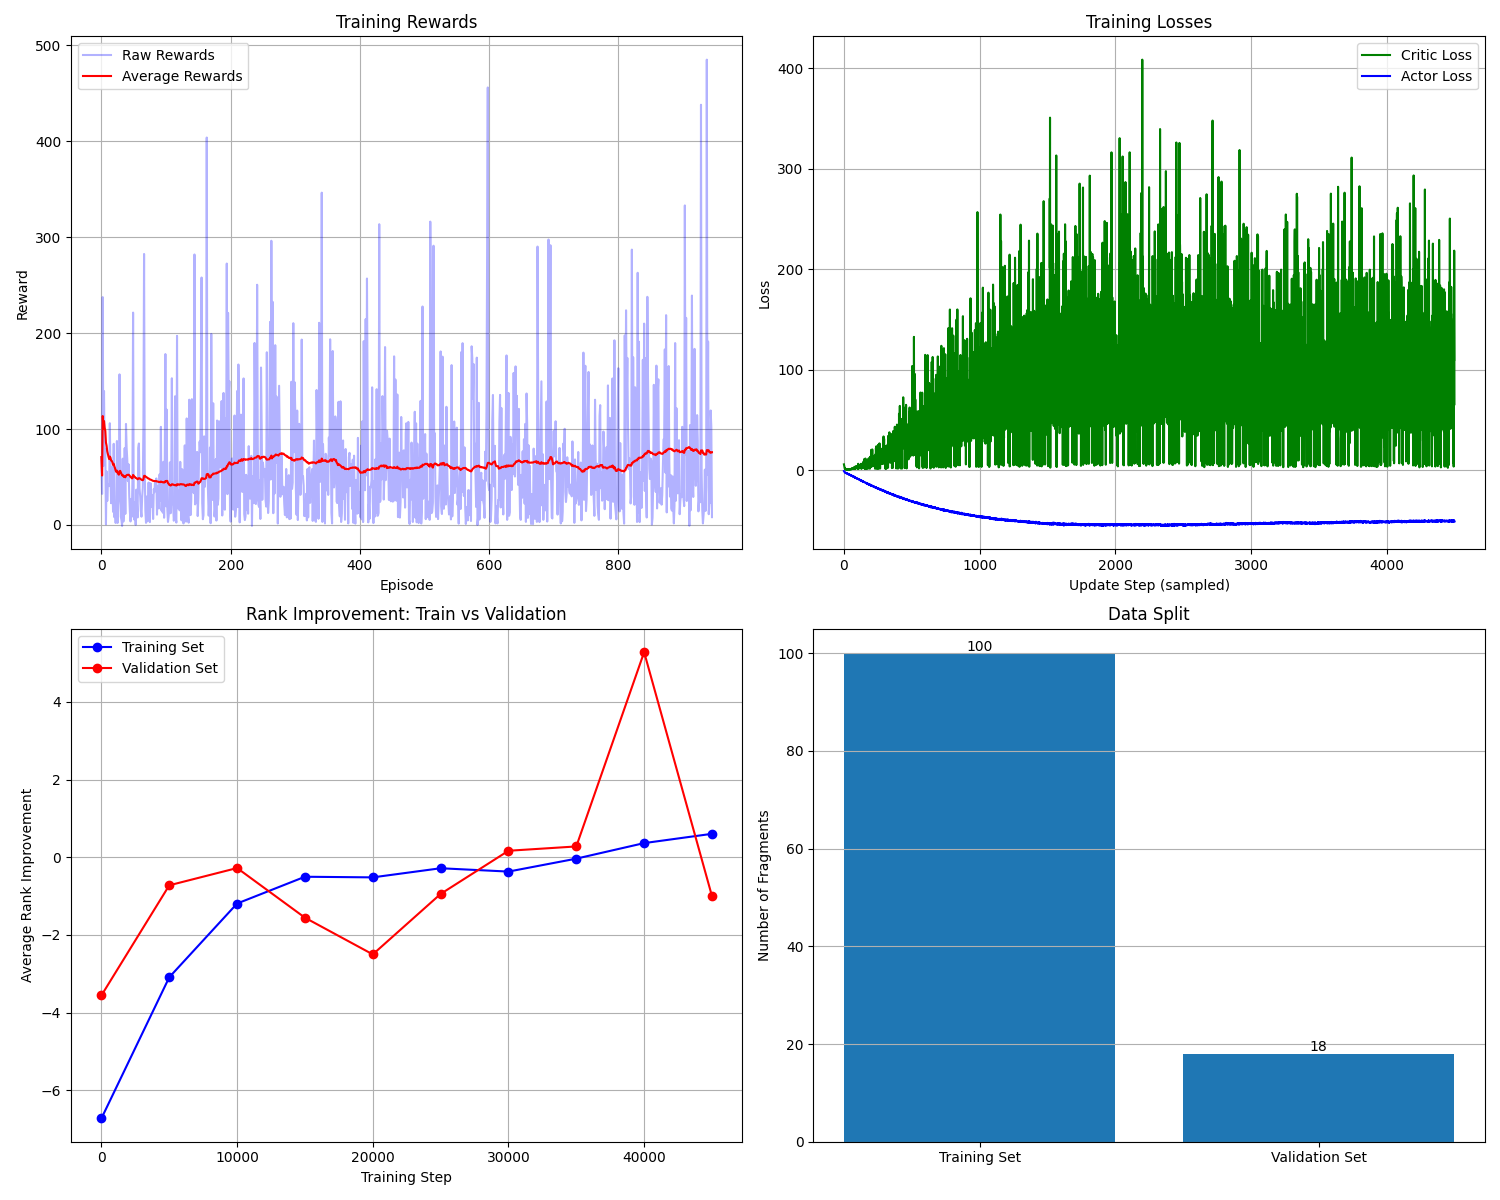 Training Rewards
500
400
300
200
100
0
Reward
Raw Rewards
Average Rewards
0 200 400 600 800
Episode
Training Losses
400
300
200
100
0
Loss
Critic Loss
Actor Loss
0 1000 2000 3000 4000
Update Step (sampled)
Rank Improvement: Train vs Validation
4
2
0
−2
−4
−6
Average Rank Improvement
Training Set
Validation Set
0 10000 20000 30000 40000
Training Step
Data Split
100
80
60
40
20
0
Number of Fragments
100
18
Training Set Validation Set